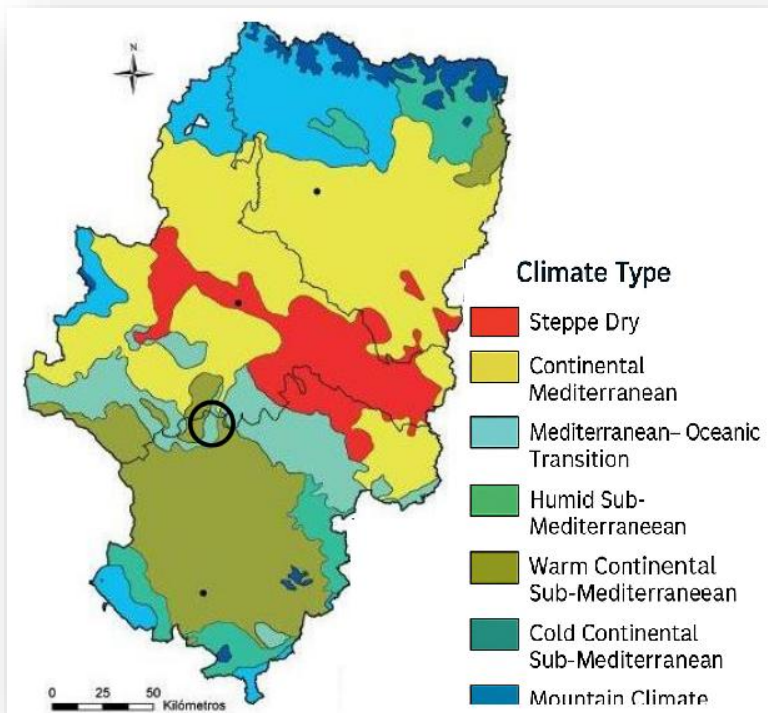 N
Climate Type
Steppe Dry
Continental
Mediterranean
Mediterranean– Oceanic
Transition
Humid Sub-
Mediterraneean
Warm Continental
Sub-Mediterraneean
Cold Continental
Sub-Mediterranean
Mountain Climate
0 25 50
Kilómetros